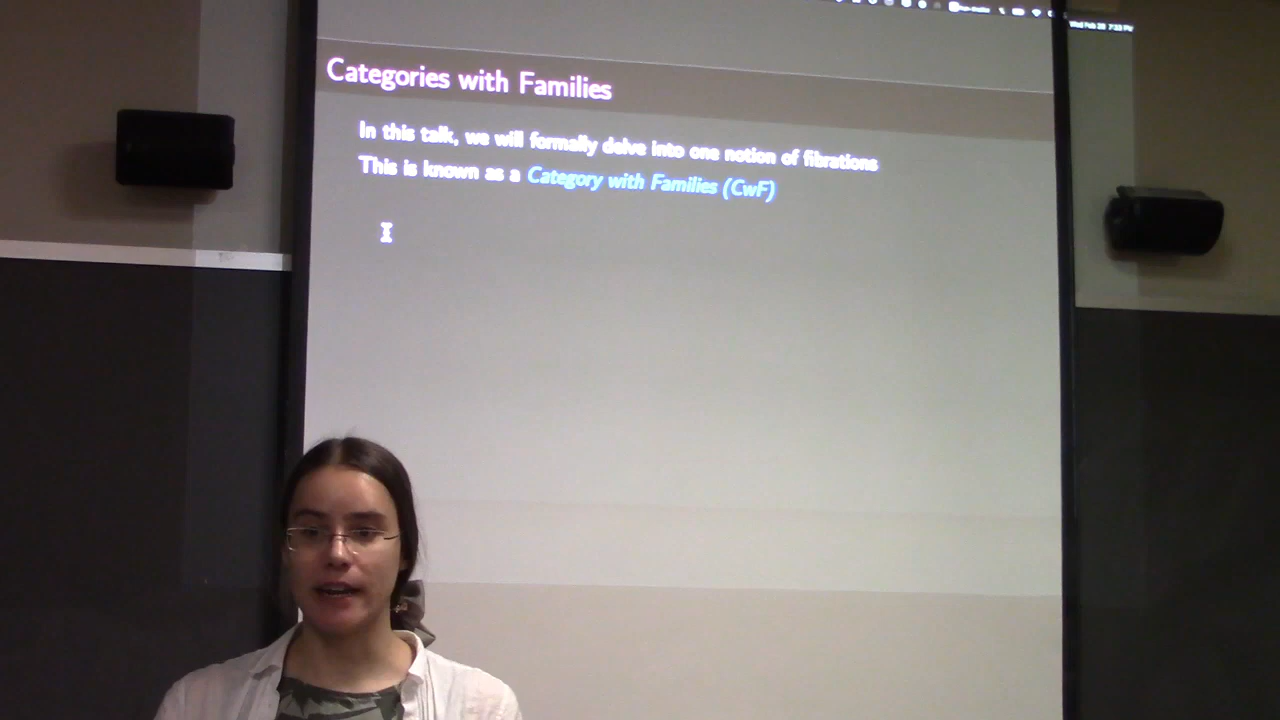 Categories with Families
In this talk, we will formally delve into one notion of fibrations
This is known as a Category with Families (CwF)